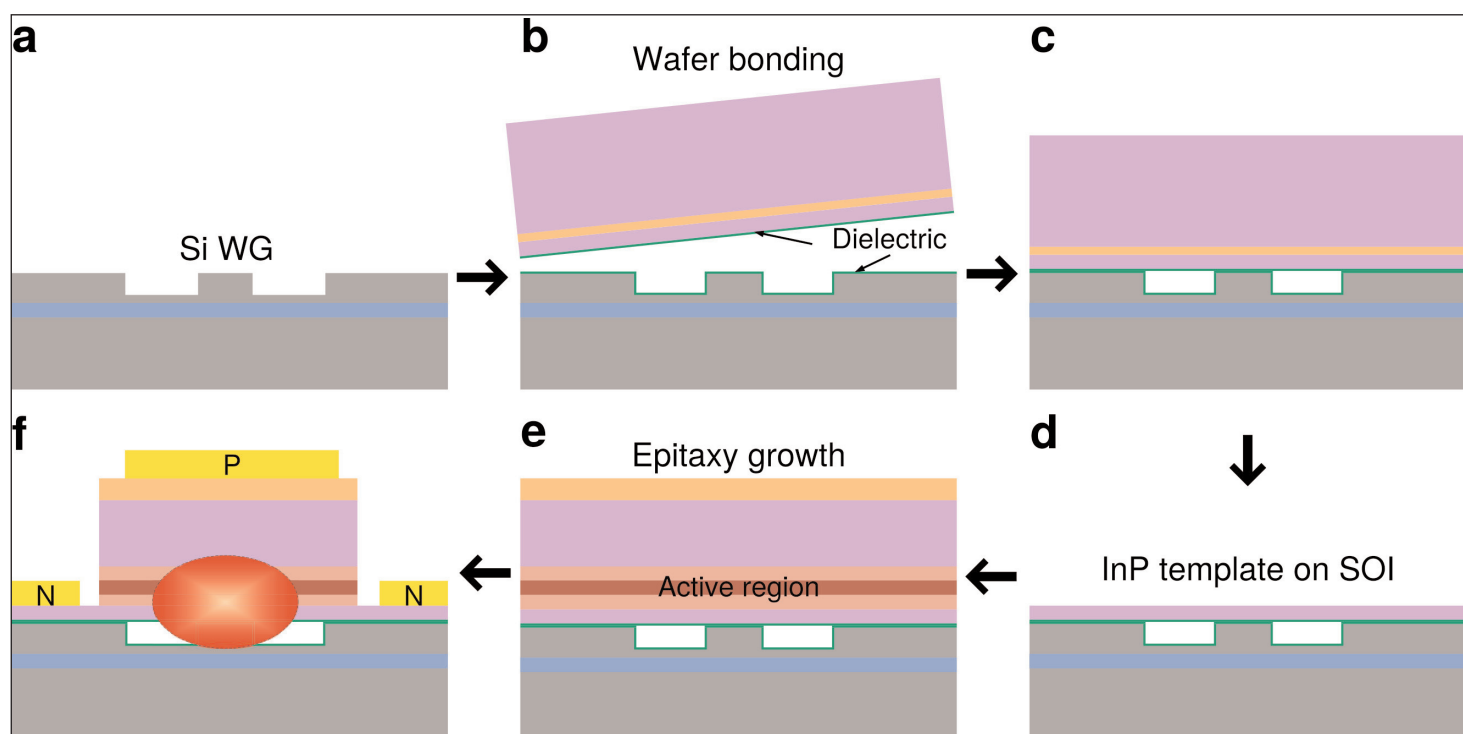 a
Si WG
b
Wafer bonding
Dielectric
c
d
InP template on SOI
e
Epitaxy growth
Active region
f
P
N
N